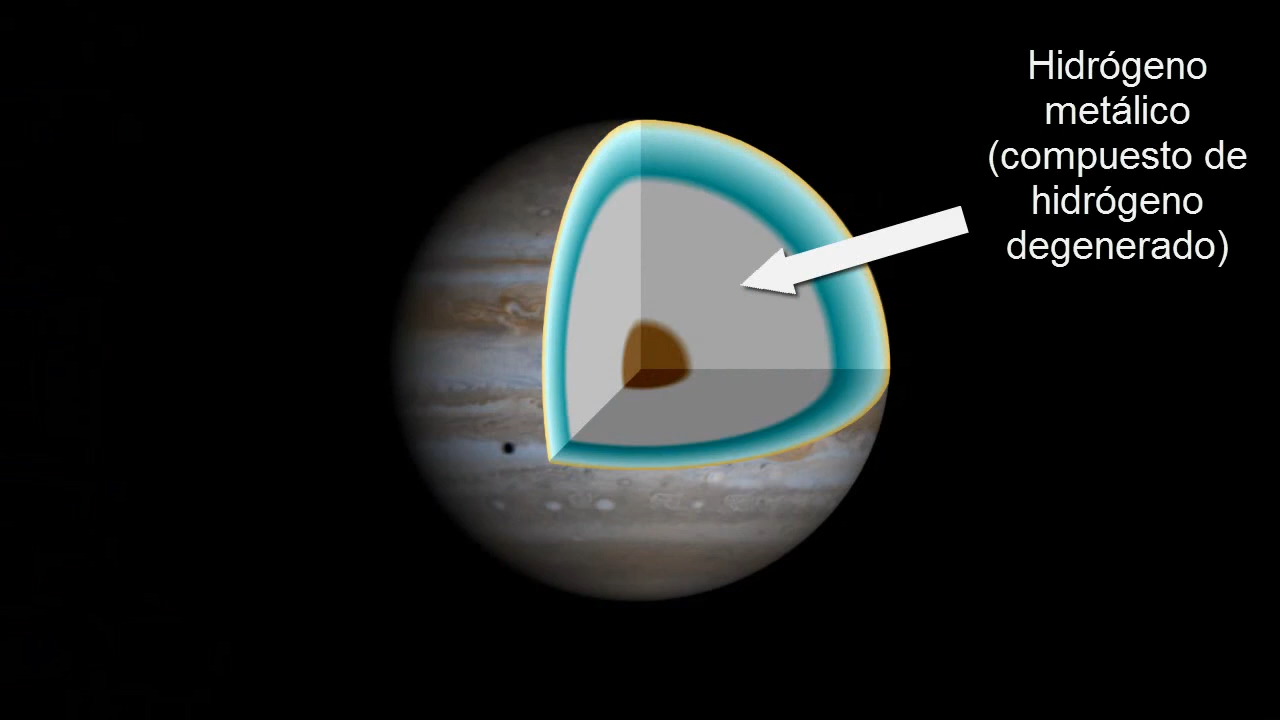 Hidrógeno
metálico
(compuesto de
hidrógeno
degenerado)